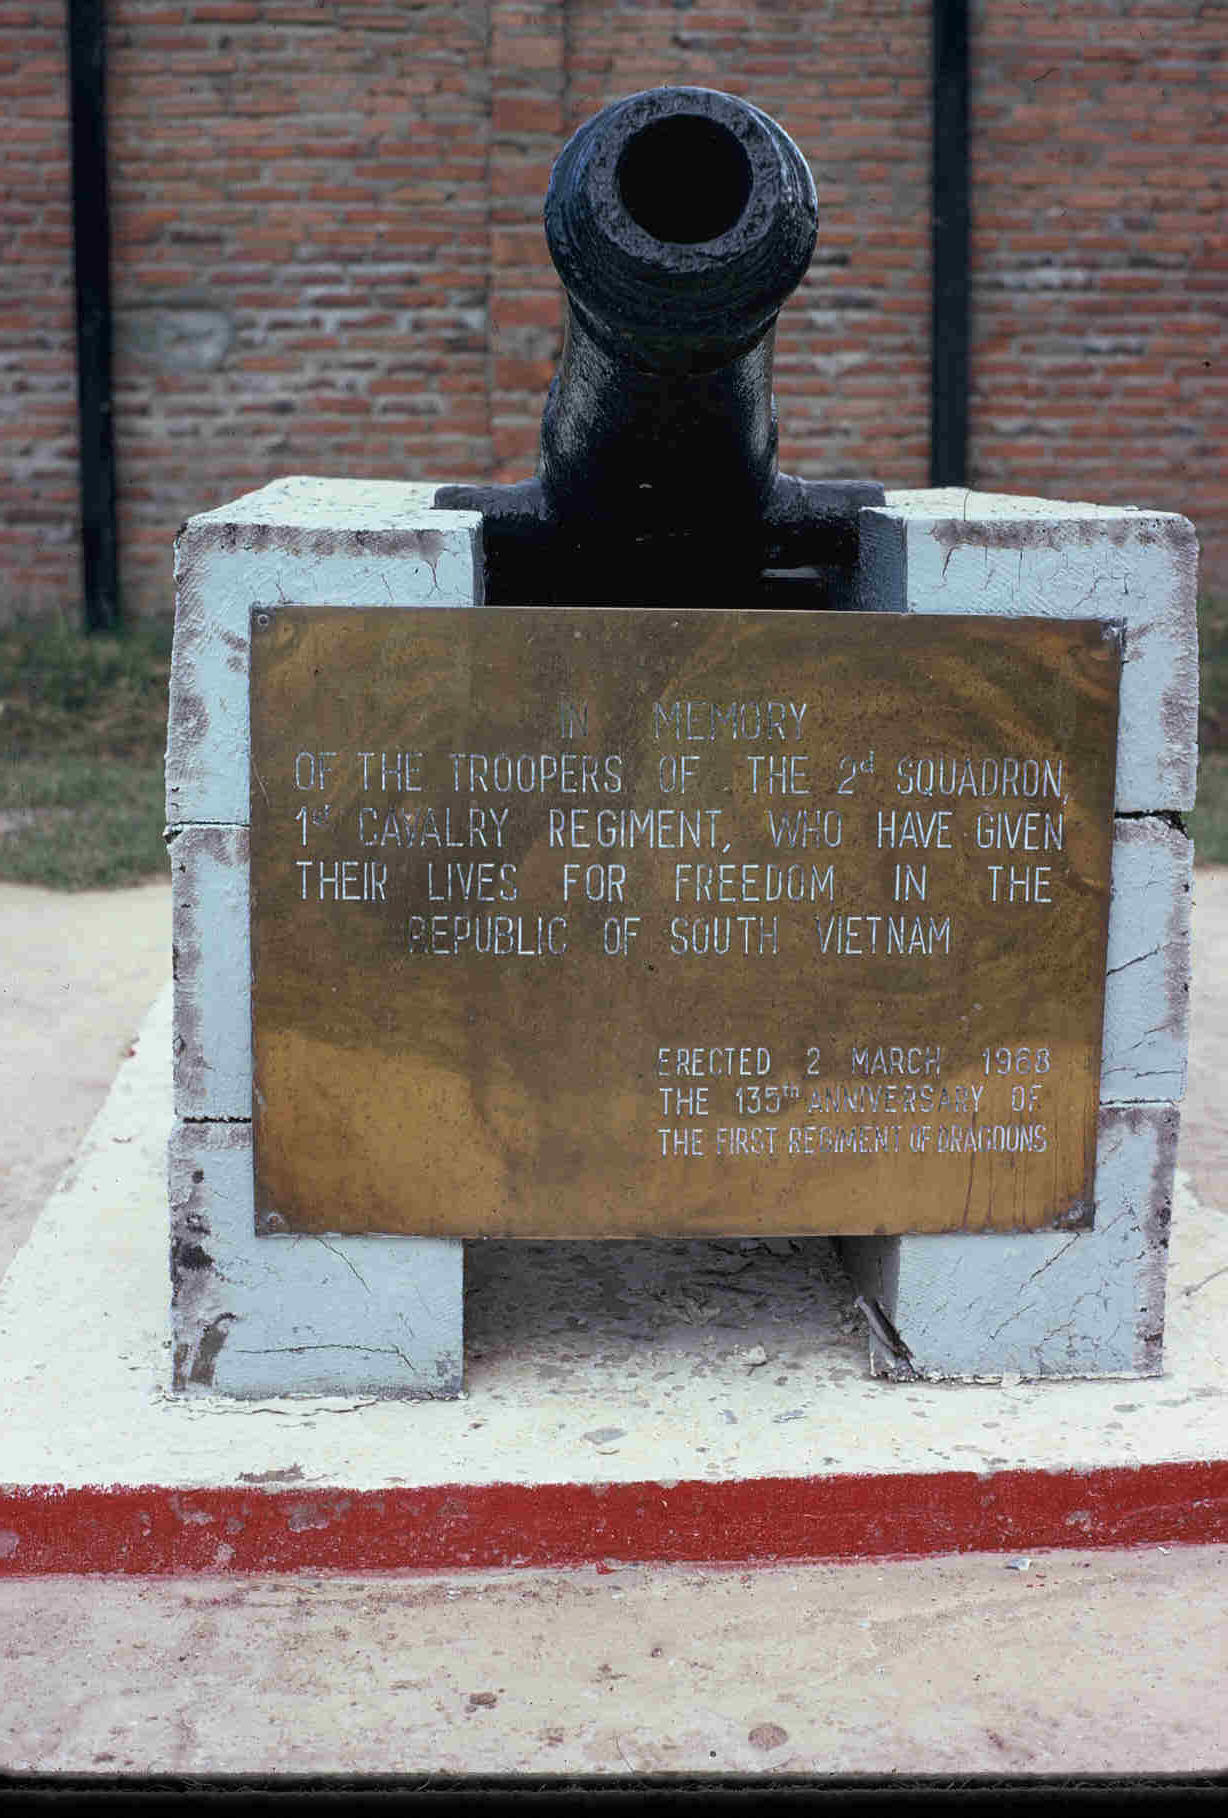 IN MEMORY
OF THE TROOPERS OF THE 2d SQUADRON,
1st CAVALRY REGIMENT, WHO HAVE GIVEN
THEIR LIVES FOR FREEDOM IN THE
REPUBLIC OF SOUTH VIETNAM
ERECTED 2 MARCH 1968
THE 135TH ANNIVERSARY OF
THE FIRST REGIMENT OF DRAGOONS